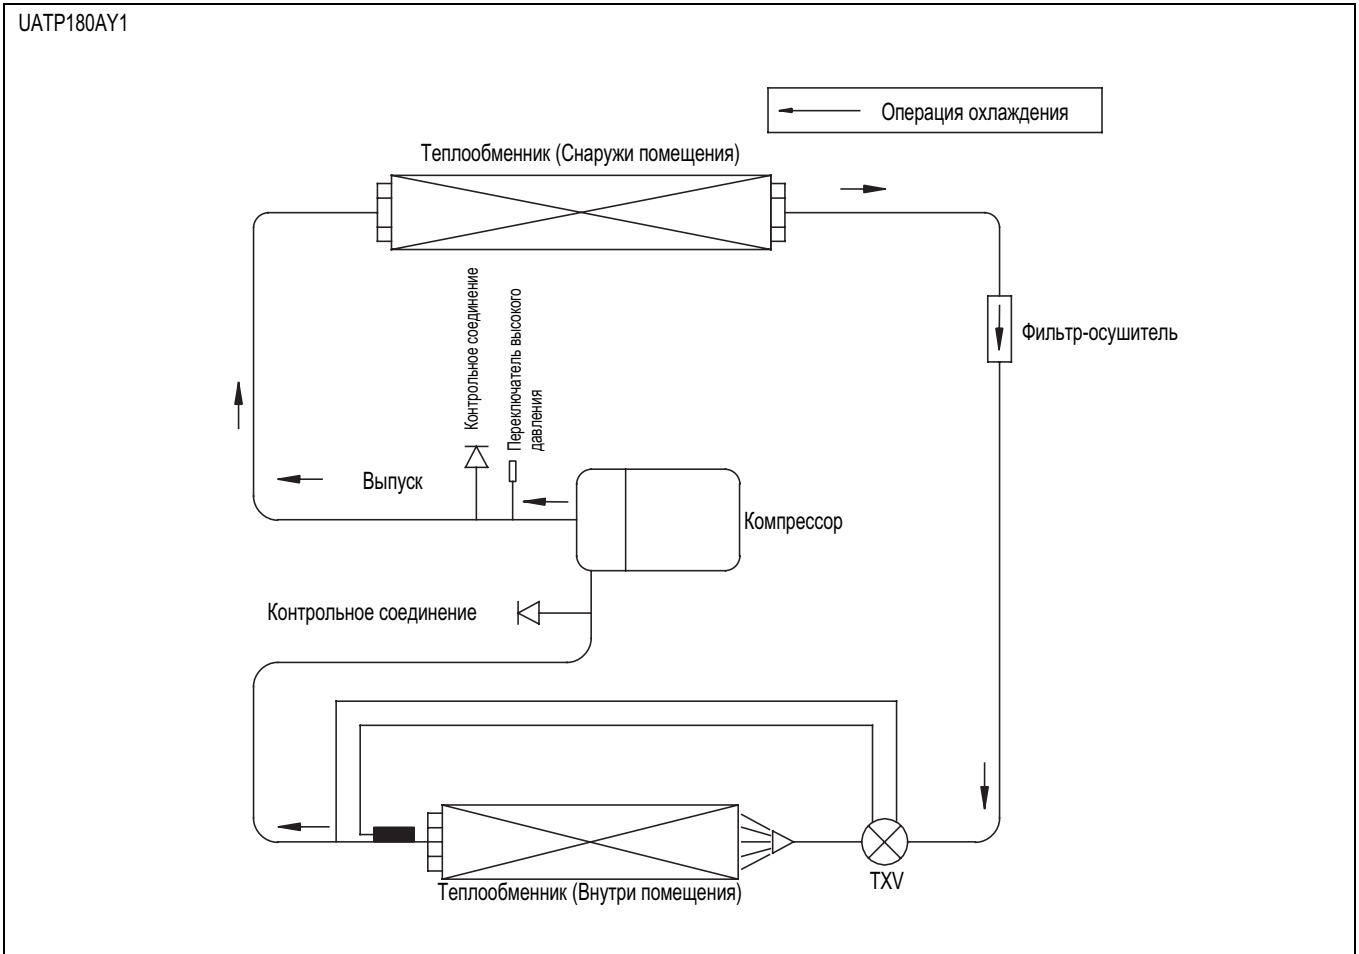 UATP180AY1
Операция охлаждения
Теплообменник (Снаружи помещения)
Контрольное соединение
Переключатель высокого
давления
Фильтр-осушитель
Выпуск
Компрессор
Контрольное соединение
TXV
Теплообменник (Внутри помещения)